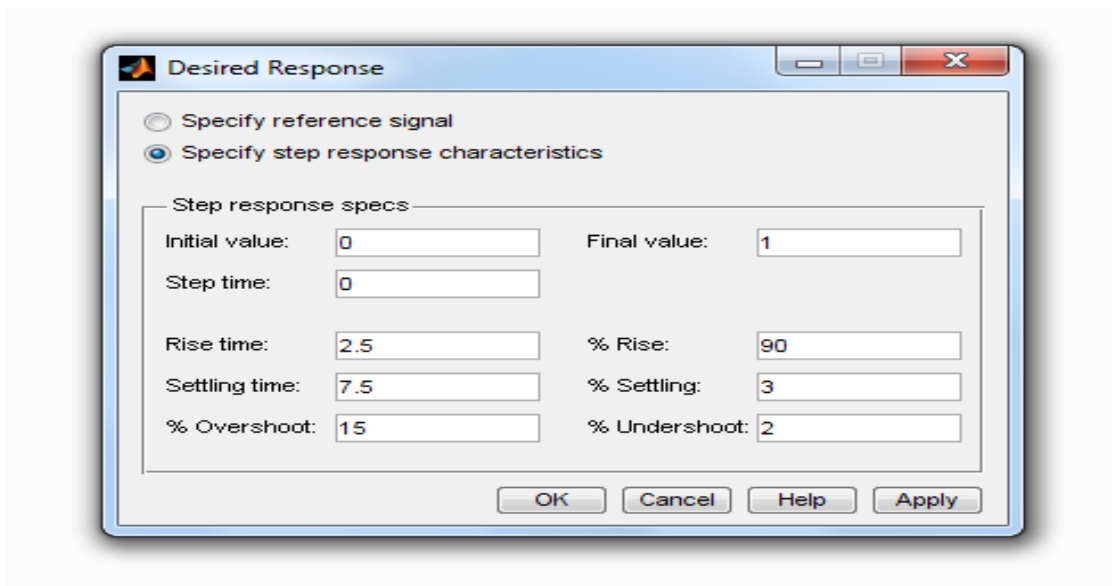 Desired Response
Specify reference signal
Specify step response characteristics
Step response specs
Initial value: 0 Final value: 1
Step time: 0
Rise time: 2.5 % Rise: 90
Settling time: 7.5 % Settling: 3
% Overshoot: 15 % Undershoot: 2
OK Cancel Help Apply